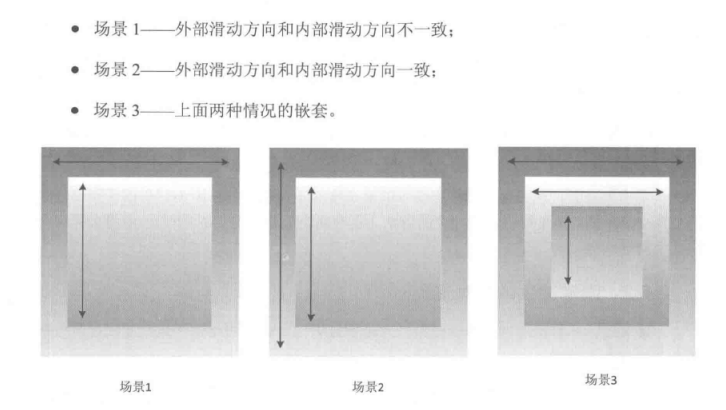 ● 场景 1——外部滑动方向和内部滑动方向不一致；
● 场景 2——外部滑动方向和内部滑动方向一致；
● 场景 3——上面两种情况的嵌套。
场景1
场景2
场景3